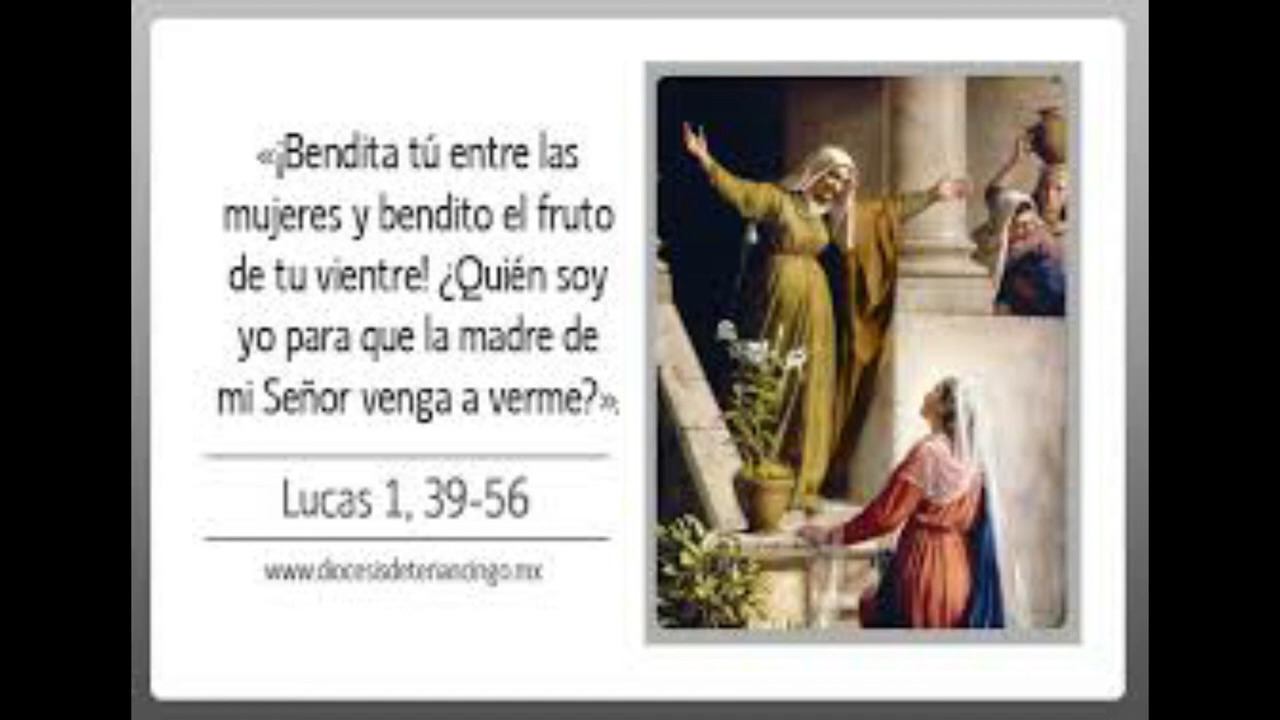 «¡Bendita tú entre las
mujeres y bendito el fruto
de tu vientre! ¿Quién soy
yo para que la madre de
mi Señor venga a verme?».
Lucas 1, 39-56
www.diocesisdetenancingo.mx